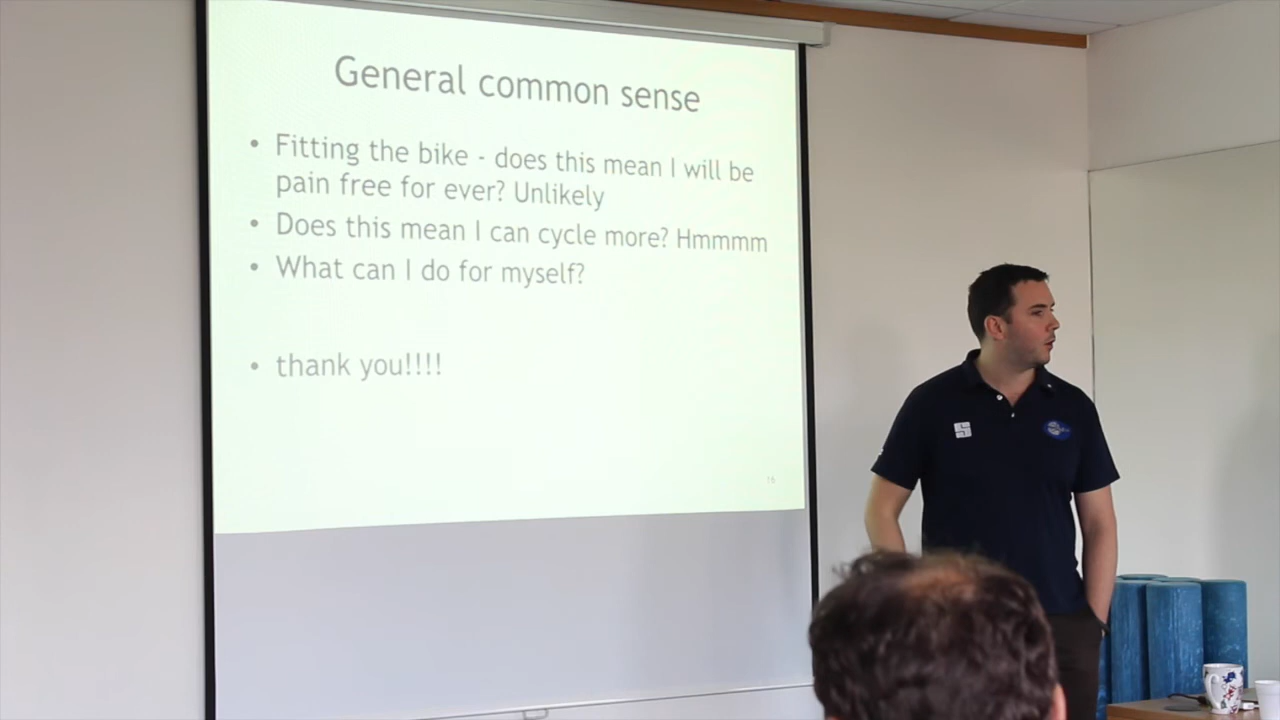 General common sense
• Fitting the bike - does this mean I will be
pain free for ever? Unlikely
• Does this mean I can cycle more? Hmmmm
• What can I do for myself?
• thank you!!!!
16